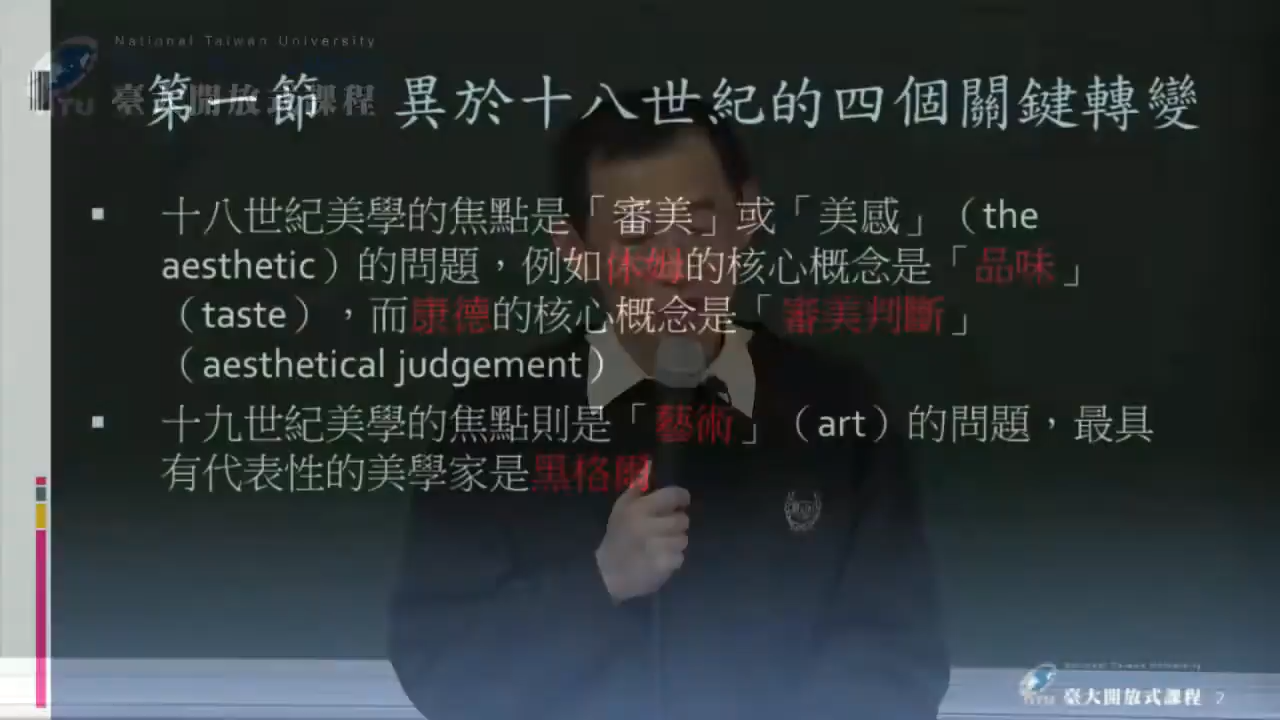 National Taiwan University
臺大開放式課程
NTU
第一節 異於十八世紀的四個關鍵轉變
十八世紀美學的焦點是「審美」或「美感」（the
aesthetic）的問題，例如休姆的核心概念是「品味」
（taste），而康德的核心概念是「審美判斷」
（aesthetical judgement）
十九世紀美學的焦點則是「藝術」（art）的問題，最具
有代表性的美學家是黑格爾
National Taiwan University
NTU
臺大開放式課程 7